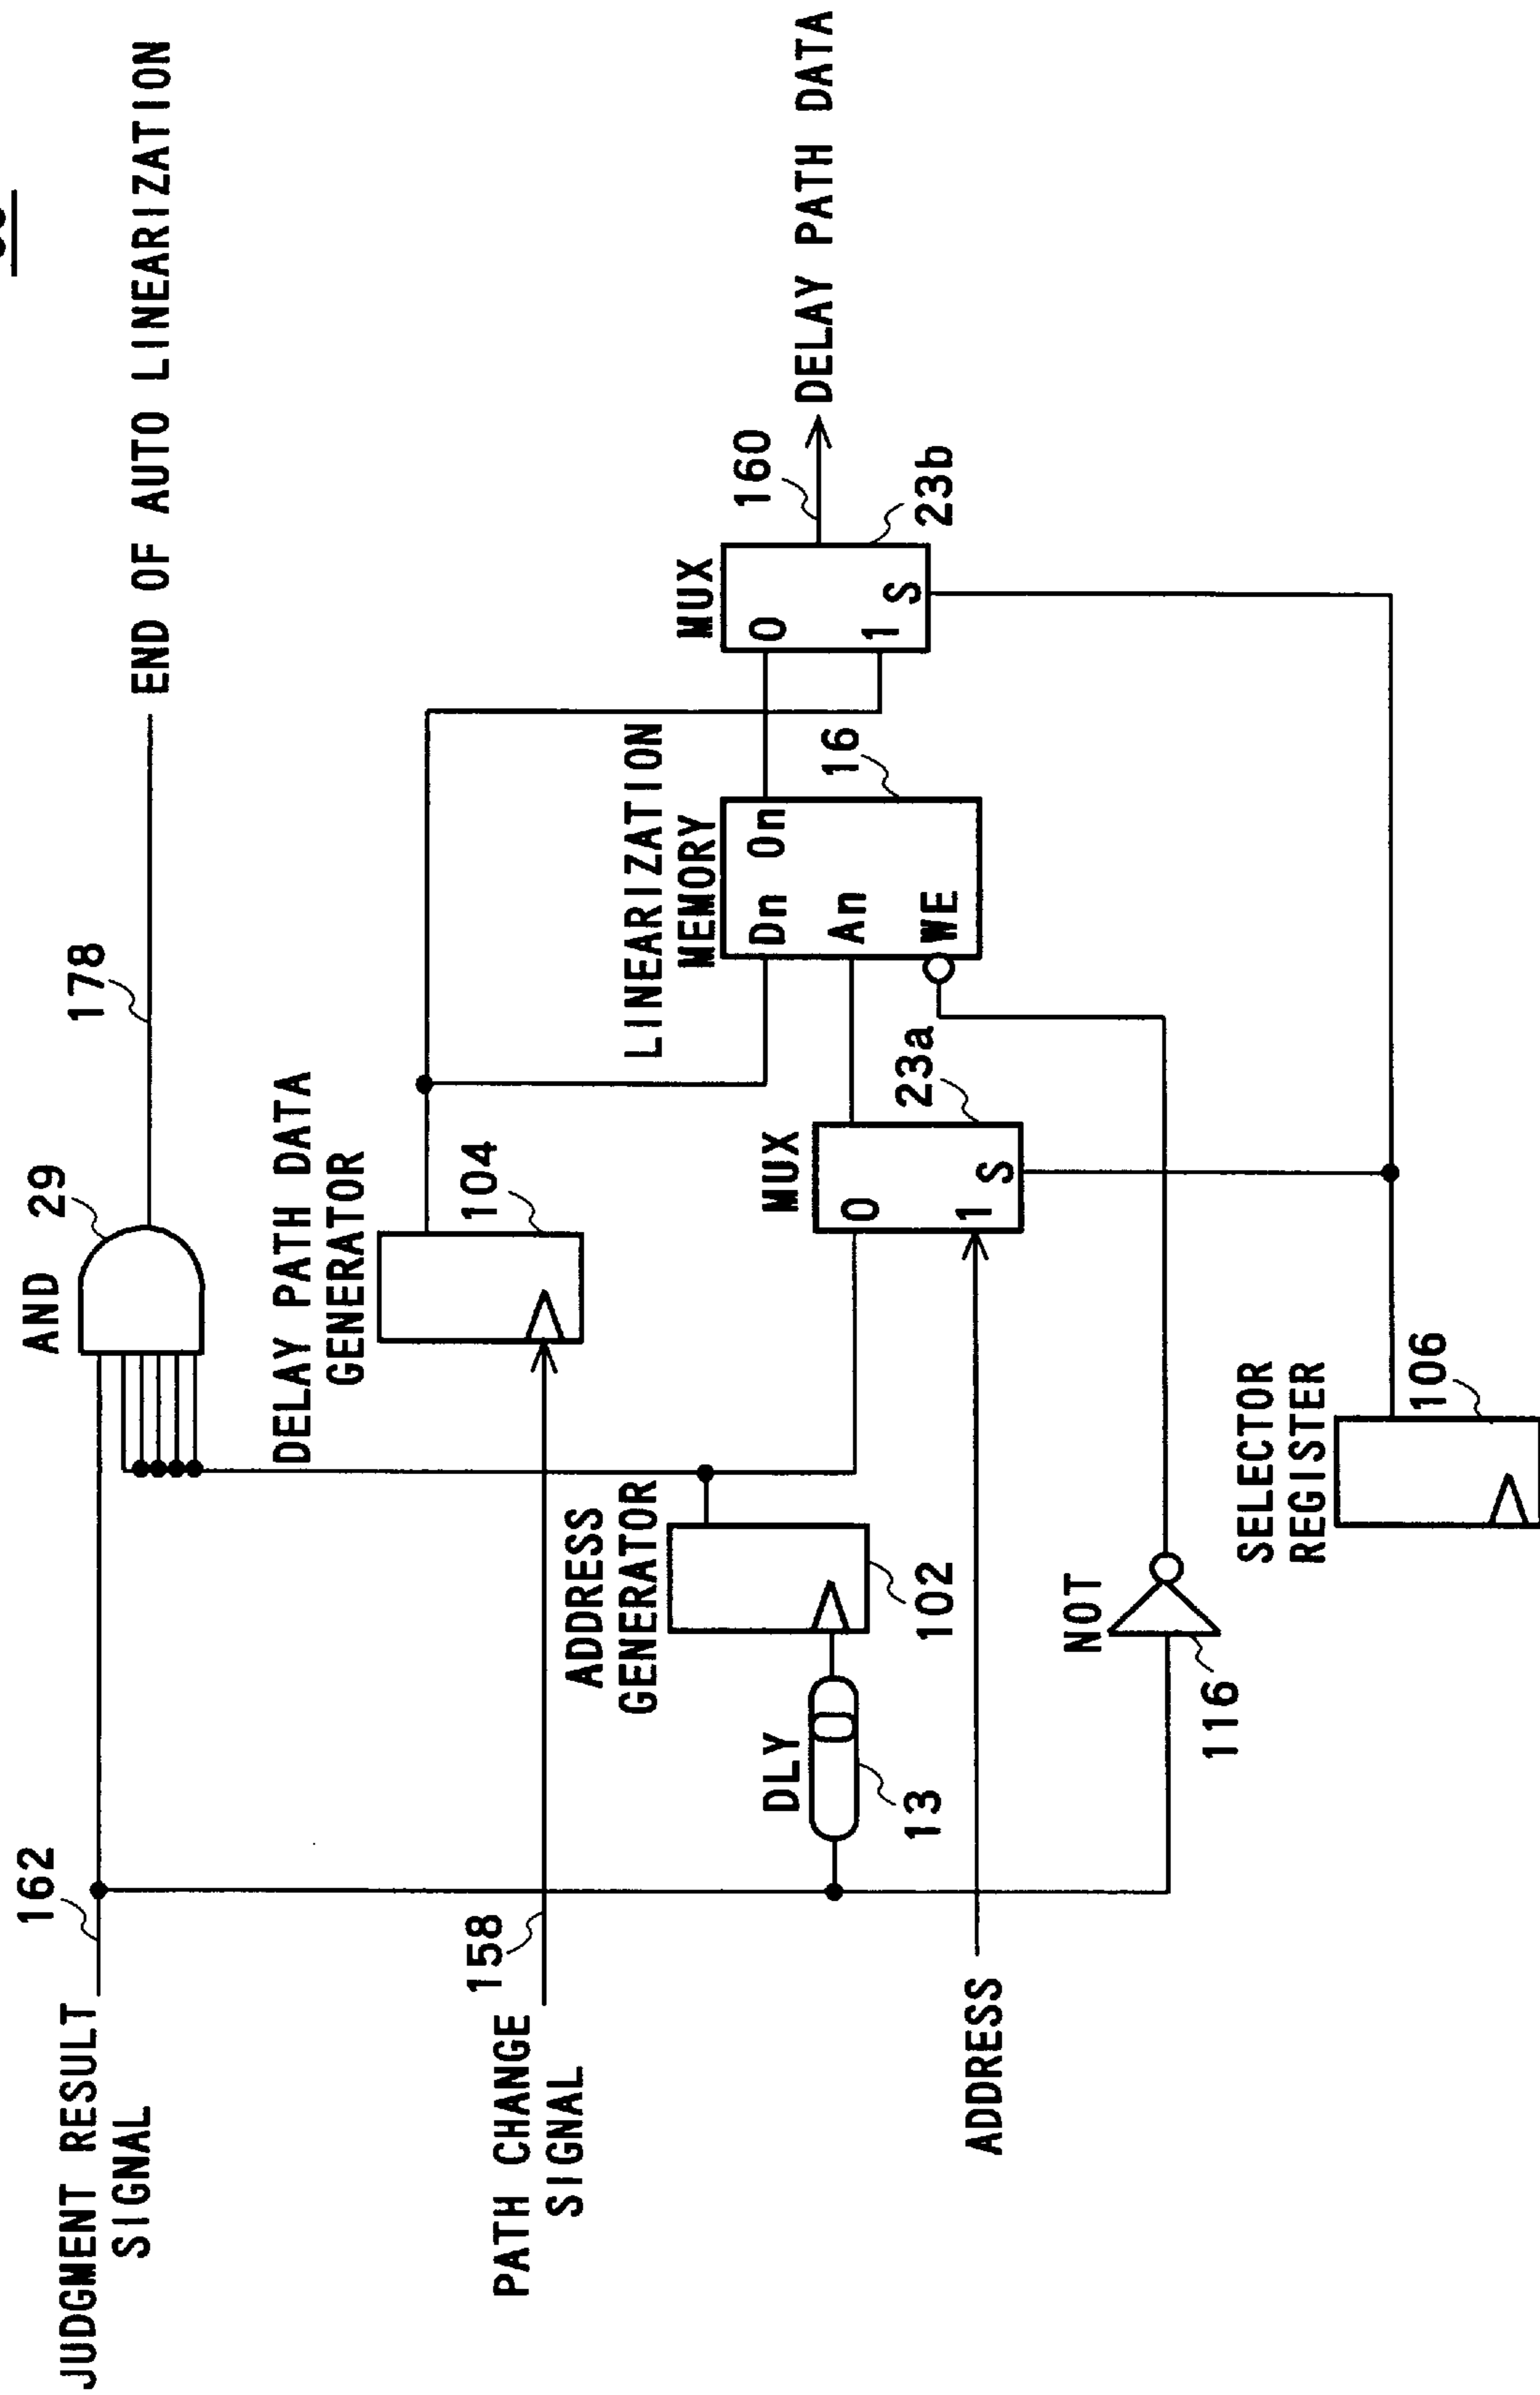 JUDGMENT RESULT
SIGNAL
162
AND
29
178
END OF AUTO LINEARIZATION
PATH CHANGE
SIGNAL
158
DELAY PATH DATA
GENERATOR
104
ADDRESS
GENERATOR
102
DLY
13
ADDRESS
MUX
0
1
S
23a
LINEARIZATION
MEMORY
Dn
On
An
WE
16
MUX
0
1
S
23b
160
DELAY PATH DATA
NOT
116
SELECTOR
REGISTER
106